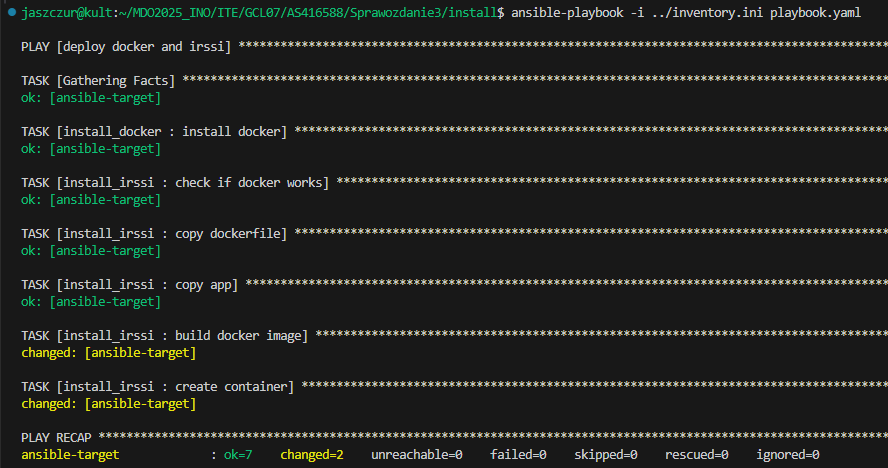 jaszczur@kult:~/MDO2025_INO/ITE/GCL07/AS416588/Sprawozdanie3/install$ ansible-playbook -i ../inventory.ini playbook.yaml
PLAY [deploy docker and irssi] *********************************************************************************************
TASK [Gathering Facts] *****************************************************************************************************
ok: [ansible-target]
TASK [install_docker : install docker] *************************************************************************************
ok: [ansible-target]
TASK [install_irssi : check if docker works] *******************************************************************************
ok: [ansible-target]
TASK [install_irssi : copy dockerfile] *************************************************************************************
ok: [ansible-target]
TASK [install_irssi : copy app] ********************************************************************************************
ok: [ansible-target]
TASK [install_irssi : build docker image] **********************************************************************************
changed: [ansible-target]
TASK [install_irssi : create container] ************************************************************************************
changed: [ansible-target]
PLAY RECAP *****************************************************************************************************************
ansible-target             : ok=7    changed=2    unreachable=0    failed=0    skipped=0    rescued=0    ignored=0